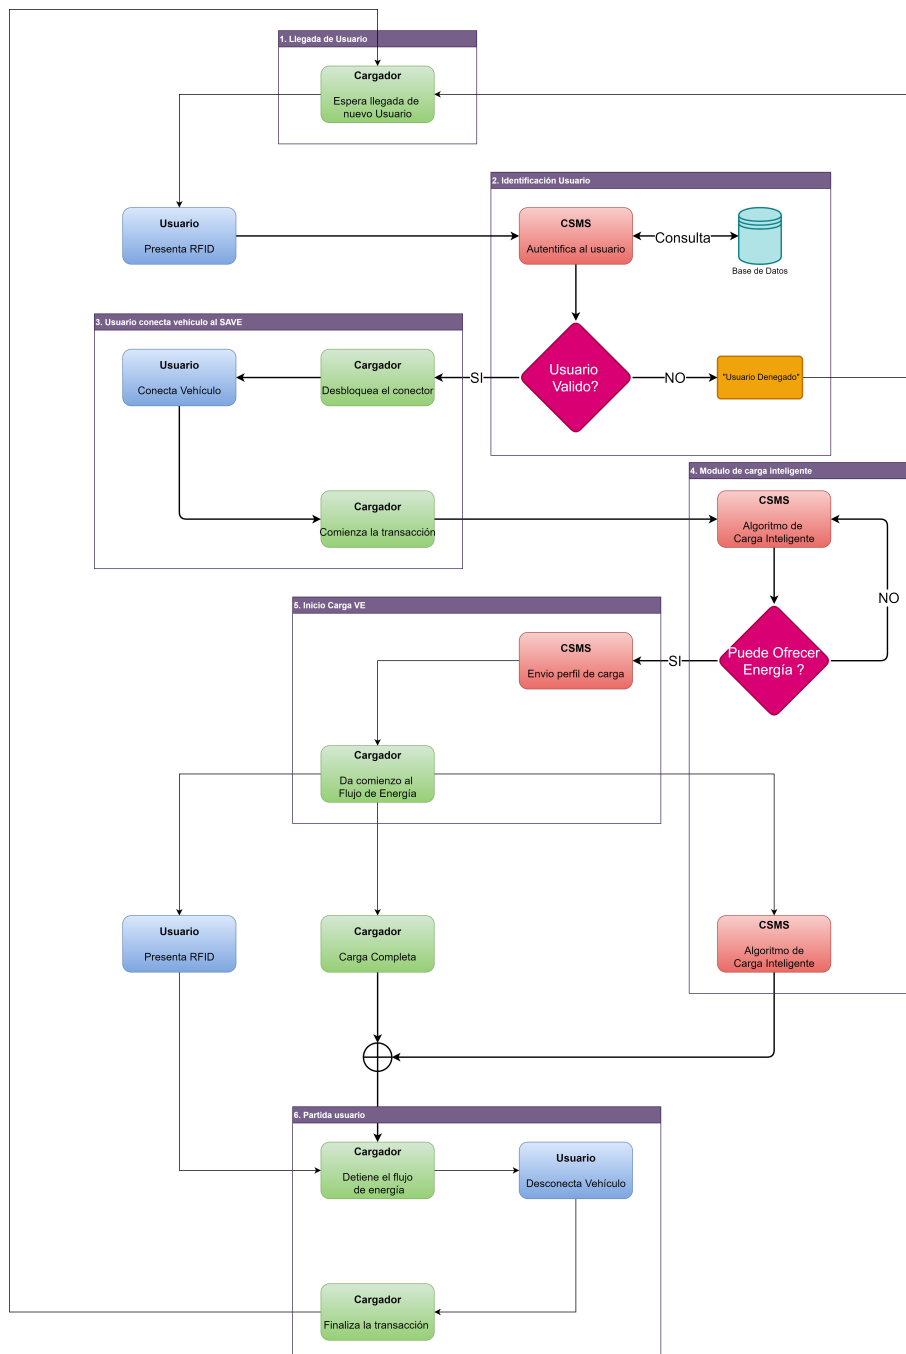 1. Llegada de Usuario
Cargador
Espera llegada de
nuevo Usuario
2. Identificación Usuario
Usuario
Presenta RFID
CSMS
Autentifica al usuario
Consulta
Base de Datos
3. Usuario conecta vehículo al SAVE
Usuario
Conecta Vehículo
Cargador
Desbloquea el conector
SI
Usuario
Valido?
NO
"Usuario Denegado"
4. Modulo de carga inteligente
Cargador
Comienza la transacción
CSMS
Algoritmo de
Carga Inteligente
NO
5. Inicio Carga VE
CSMS
Envio perfil de carga
SI
Puede Ofrecer
Energía ?
Cargador
Da comienzo al
Flujo de Energía
Usuario
Presenta RFID
Cargador
Carga Completa
CSMS
Algoritmo de
Carga Inteligente
6. Partida usuario
Cargador
Detiene el flujo
de energía
Usuario
Desconecta Vehículo
Cargador
Finaliza la transacción